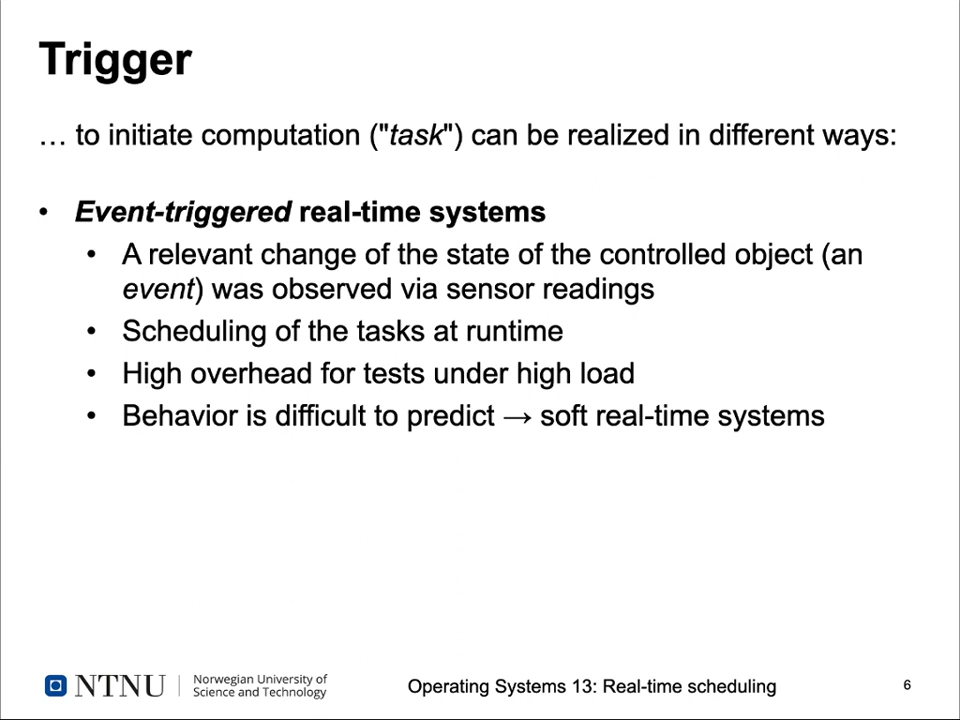 Trigger
… to initiate computation ("task") can be realized in different ways:
• Event-triggered real-time systems
• A relevant change of the state of the controlled object (an
event) was observed via sensor readings
• Scheduling of the tasks at runtime
• High overhead for tests under high load
• Behavior is difficult to predict → soft real-time systems
NTNU
Norwegian University of
Science and Technology
Operating Systems 13: Real-time scheduling
6